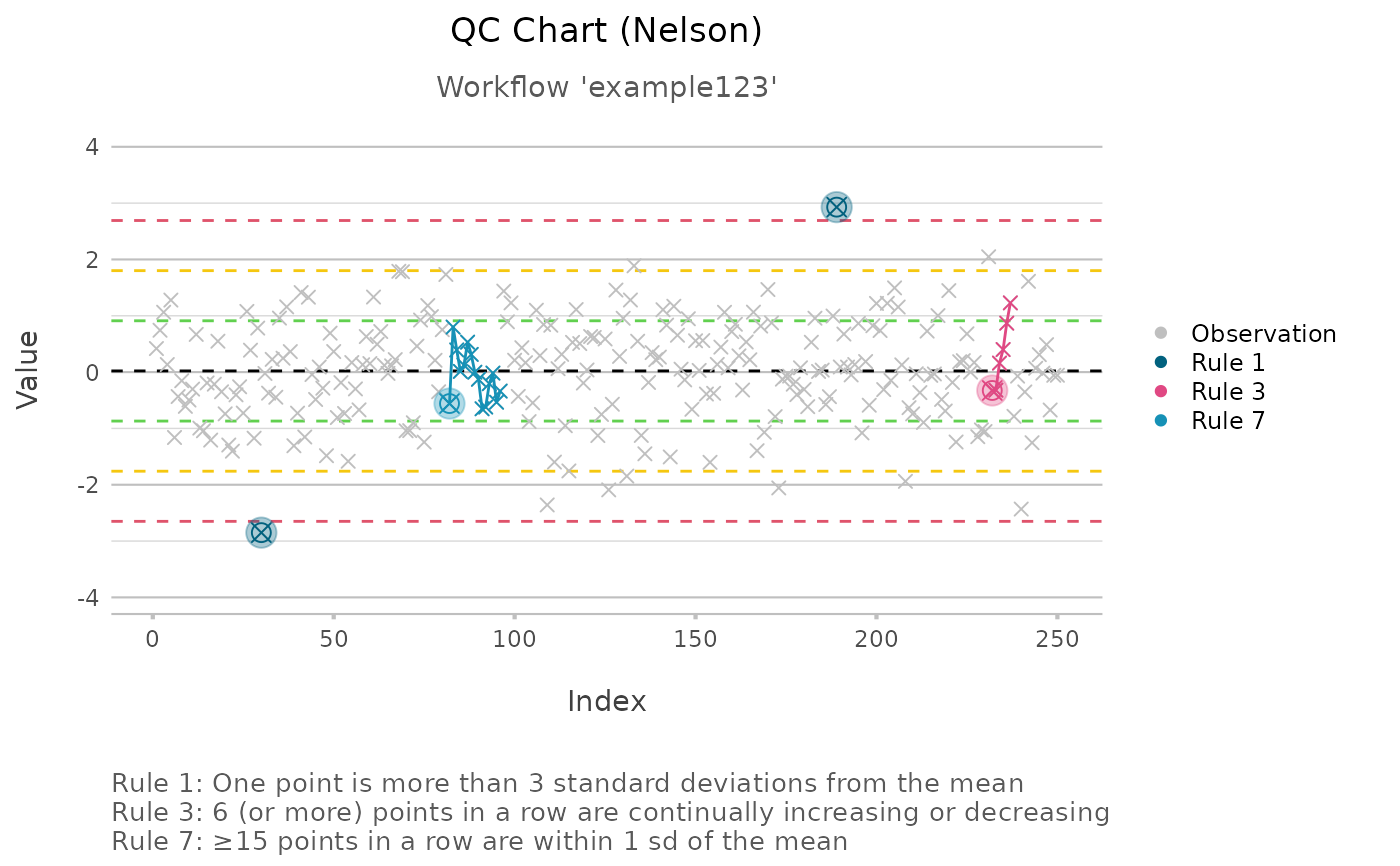 QC Chart (Nelson)
Workflow 'example123'
4
2
0
-2
-4
Value
0 50 100 150 200 250
Index
Observation
Rule 1
Rule 3
Rule 7
Rule 1: One point is more than 3 standard deviations from the mean
Rule 3: 6 (or more) points in a row are continually increasing or decreasing
Rule 7: ≥15 points in a row are within 1 sd of the mean